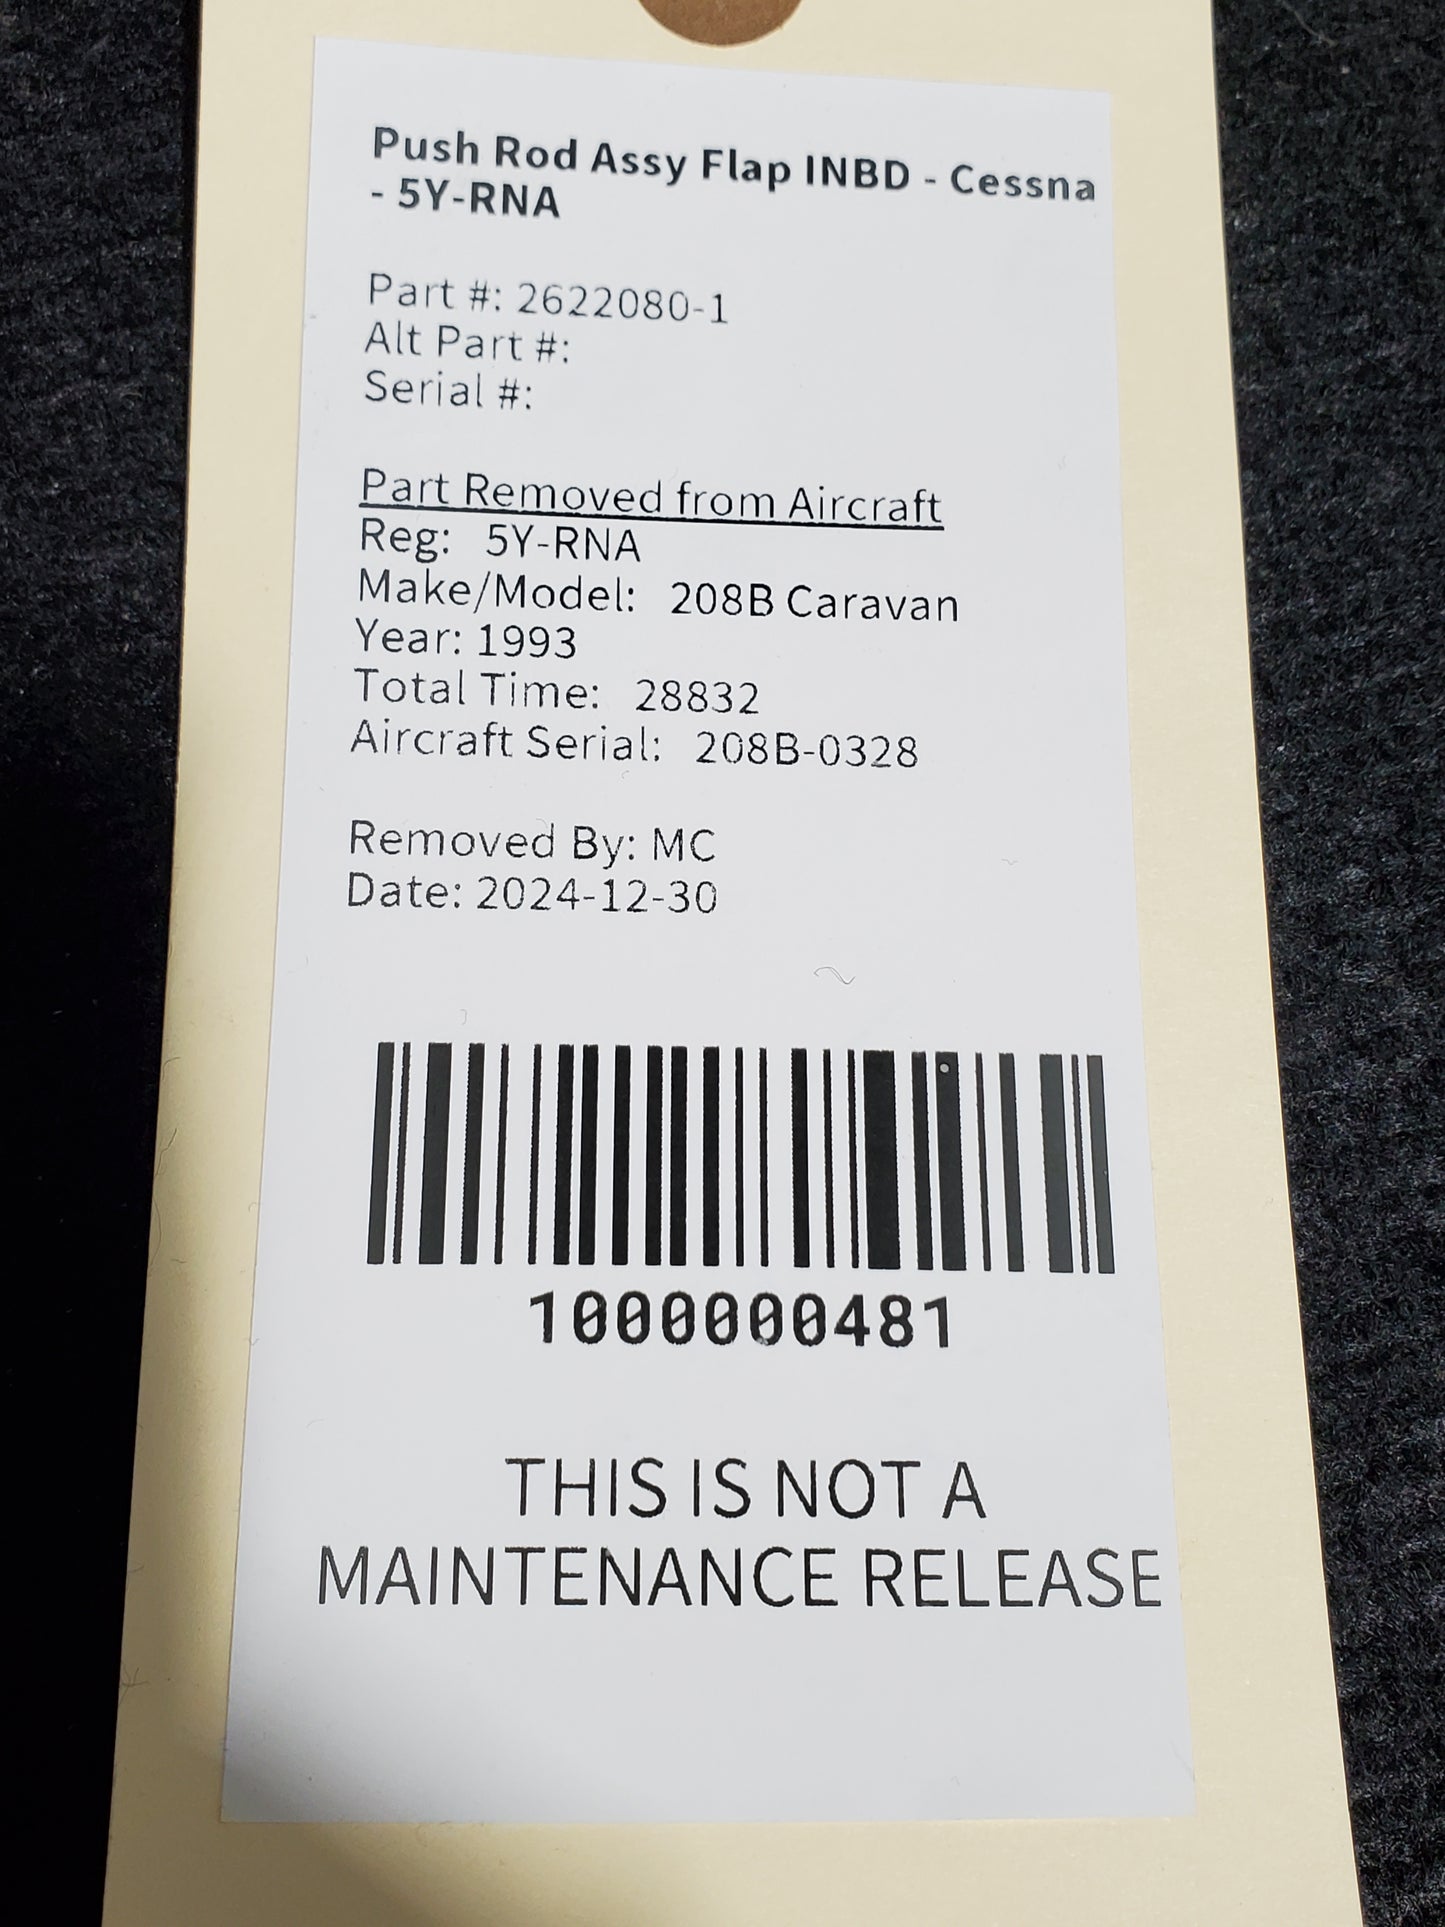 Push Rod Assy Flap INBD - Cessna
- 5Y-RNA
Part #: 2622080-1
Alt Part #:
Serial #:
Part Removed from Aircraft
Reg: 5Y-RNA
Make/Model: 208B Caravan
Year: 1993
Total Time: 28832
Aircraft Serial: 208B-0328
Removed By: MC
Date: 2024-12-30
1000000481
THIS IS NOT A
MAINTENANCE RELEASE